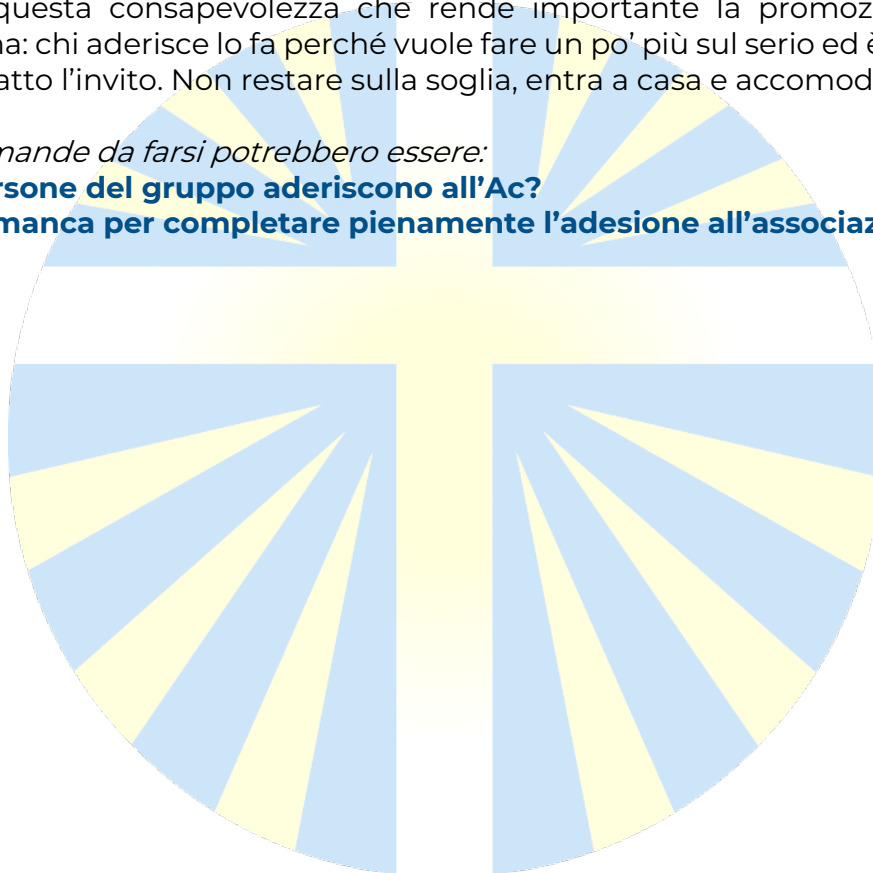 questa consapevolezza che rende importante la promoz
na: chi aderisce lo fa perché vuole fare un po’ più sul serio ed è
atto l’invito. Non restare sulla soglia, entra a casa e accomod
mande da farsi potrebbero essere:
rsone del gruppo aderiscono all’Ac?
manca per completare pienamente l’adesione all’associaz